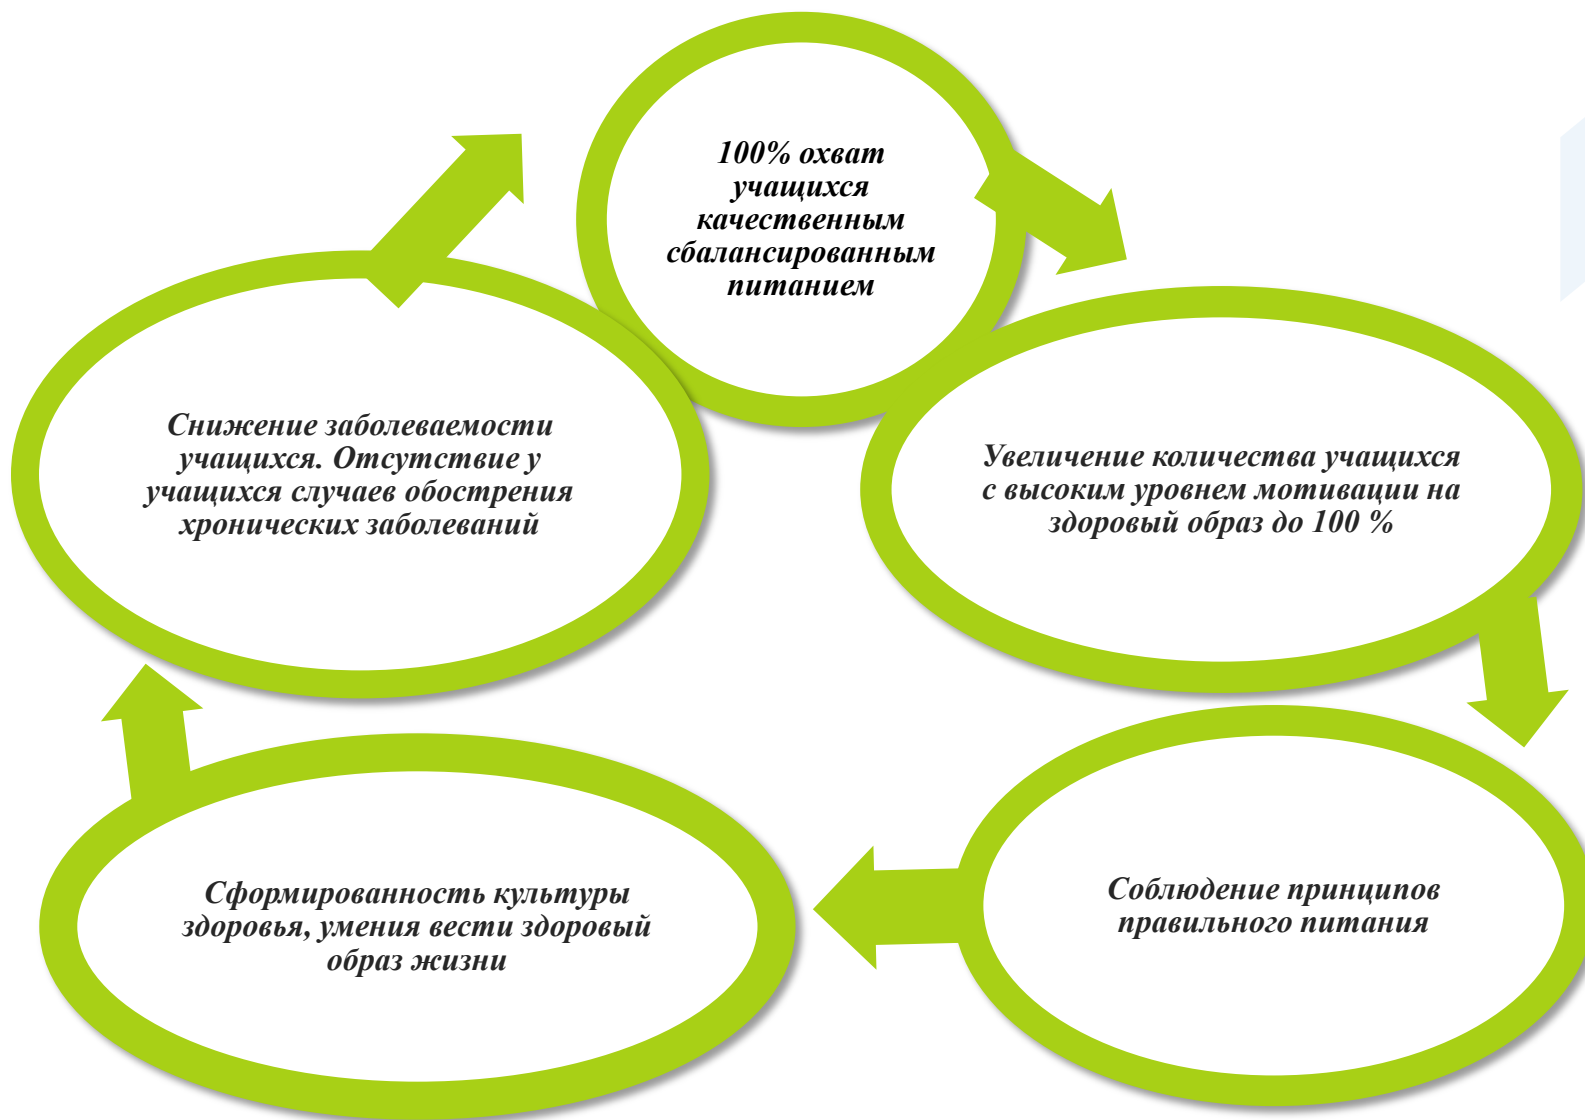 100% охват
учащихся
качественным
сбалансированным
питанием
Снижение заболеваемости
учащихся. Отсутствие у
учащихся случаев обострения
хронических заболеваний
Увеличение количества учащихся
с высоким уровнем мотивации на
здоровый образ до 100 %
Сформированность культуры
здоровья, умения вести здоровый
образ жизни
Соблюдение принципов
правильного питания